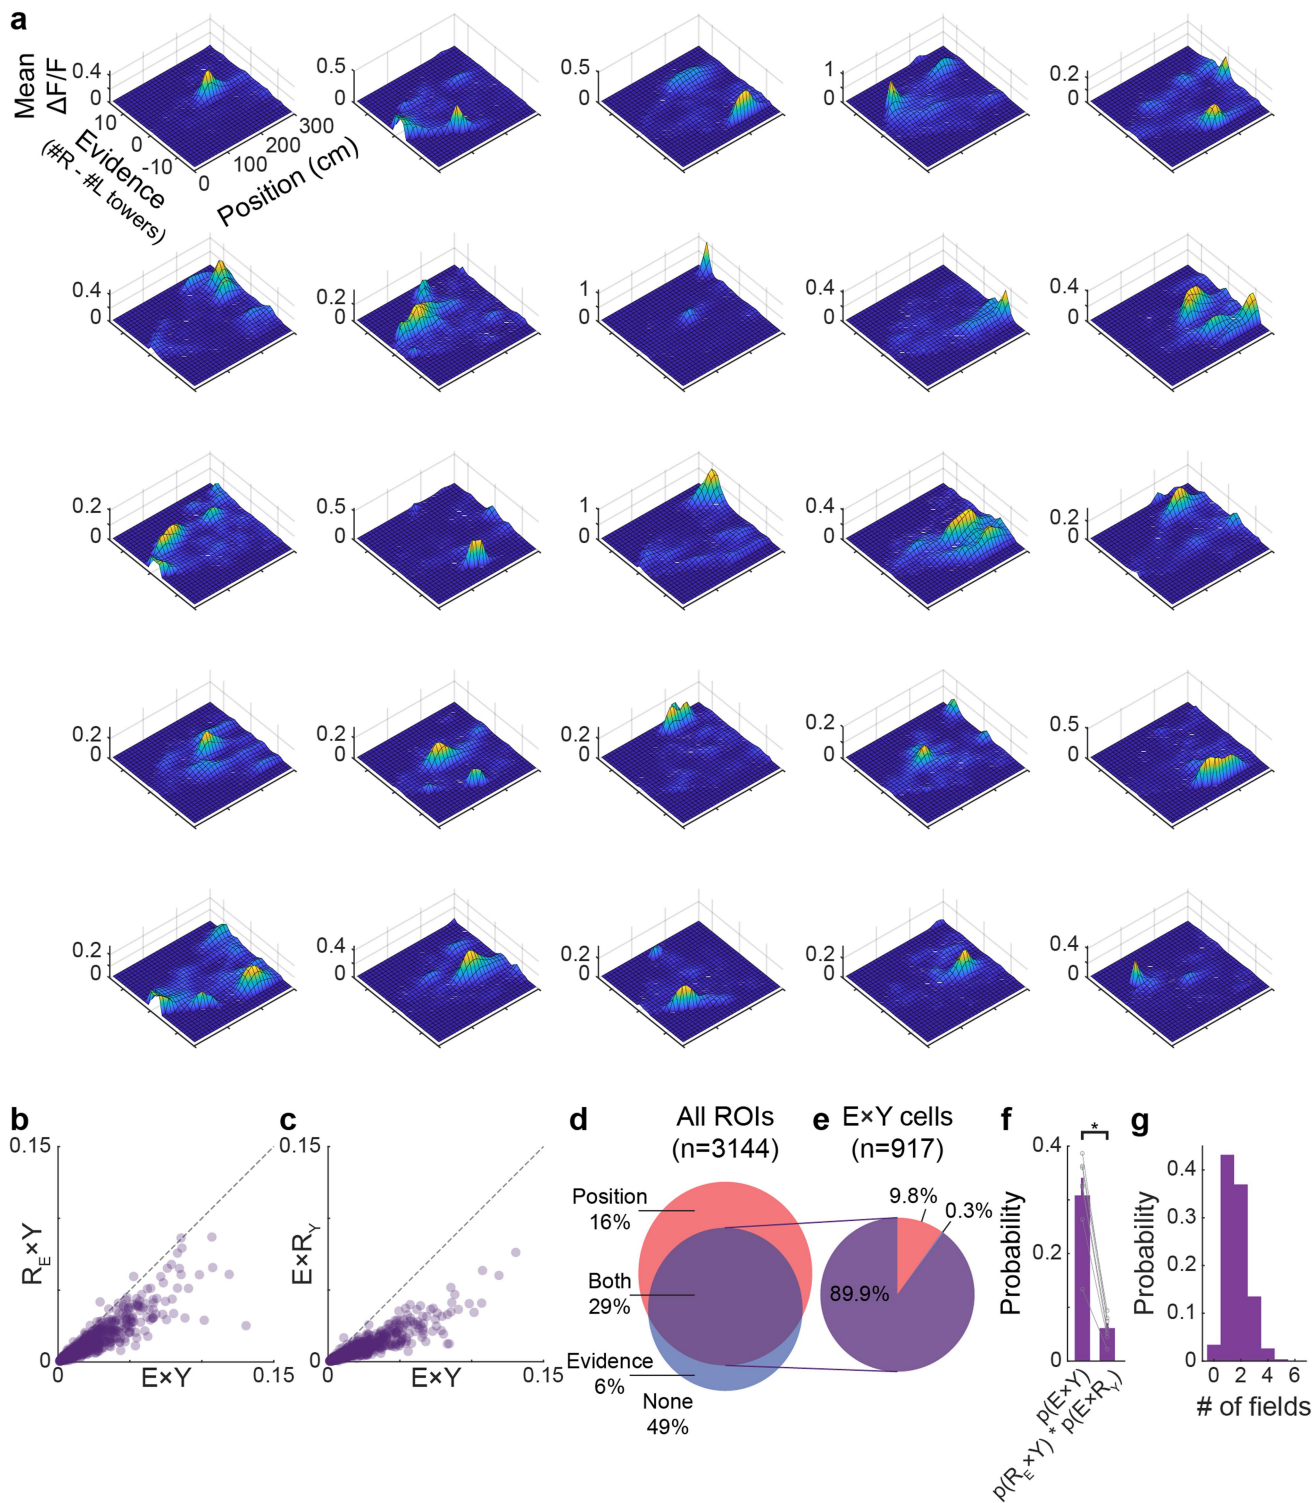 a
Mean
ΔF/F
0.4
0
10
0
-10
Evidence
(#R - #L towers)
0
100
200
300
Position (cm)
0.5
0
0.5
0
1
0
0.2
0
0.4
0
0.2
0
1
0
0.4
0
0.4
0
0.2
0
0.5
0
1
0
0.4
0
0.2
0
0.2
0
0.2
0
0.2
0
0.2
0
0.5
0
0.2
0
0.4
0
0.2
0
0.2
0
0.4
0
b
0.15
R_E×Y
0
0
E×Y
0.15
c
0.15
E×R_Y
0
0
E×Y
0.15
d
All ROIs
(n=3144)
Position
16%
Both
29%
Evidence
6%
None
49%
e
E×Y cells
(n=917)
9.8%
0.3%
89.9%
f
*
0.4
0.2
0
Probability
p(E×Y)
p(R_E×Y) * p(E×R_Y)
g
0.4
0.3
0.1
0
Probability
0 2 4 6
# of fields